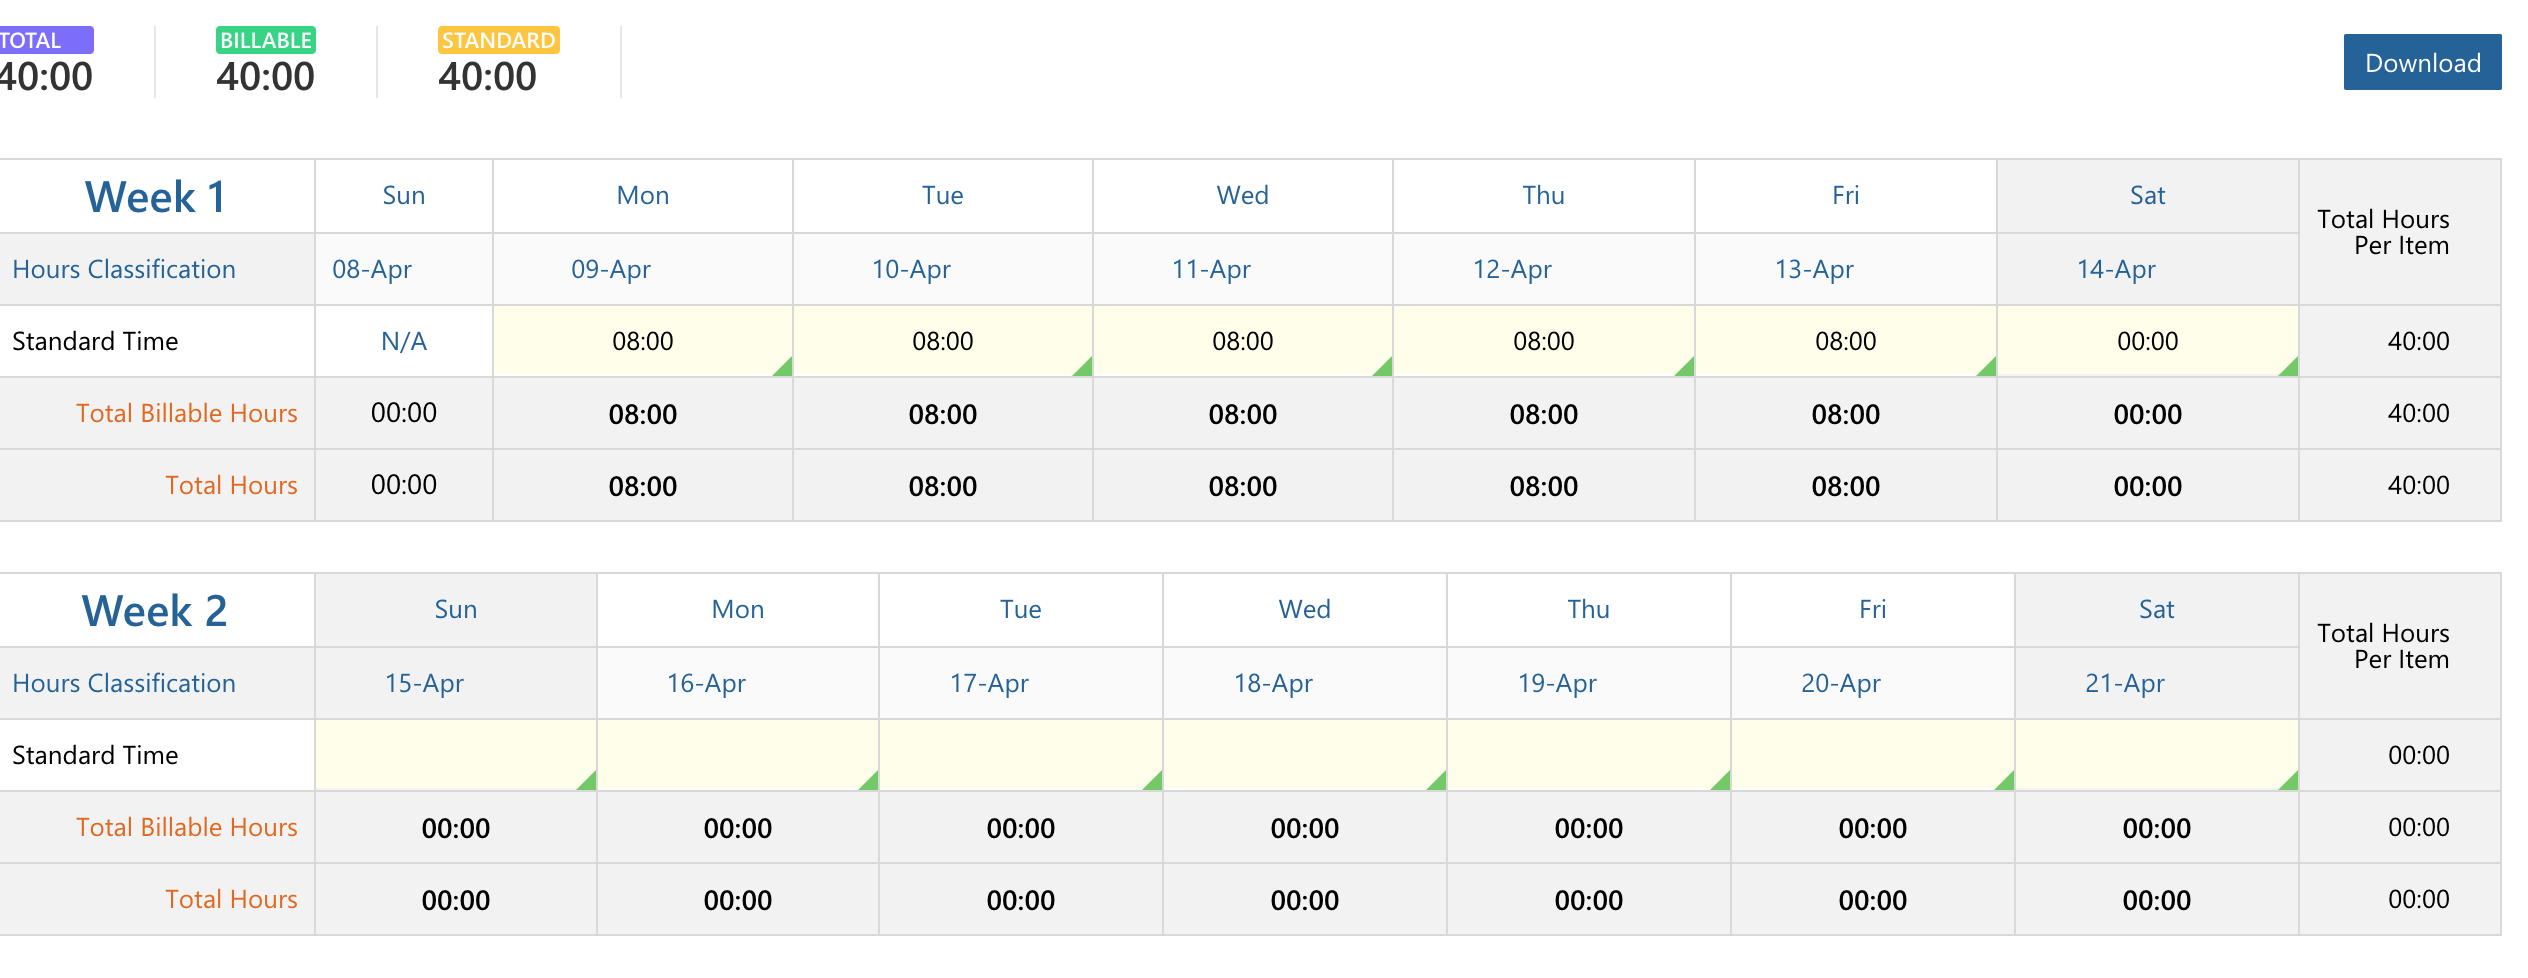 TOTAL BILLABLE STANDARD
40:00 40:00 40:00
Download
Week 1 Sun Mon Tue Wed Thu Fri Sat Total Hours Per Item
Hours Classification 08-Apr 09-Apr 10-Apr 11-Apr 12-Apr 13-Apr 14-Apr
Standard Time N/A 08:00 08:00 08:00 08:00 08:00 00:00 40:00
Total Billable Hours 00:00 08:00 08:00 08:00 08:00 08:00 00:00 40:00
Total Hours 00:00 08:00 08:00 08:00 08:00 08:00 00:00 40:00
Week 2 Sun Mon Tue Wed Thu Fri Sat Total Hours Per Item
Hours Classification 15-Apr 16-Apr 17-Apr 18-Apr 19-Apr 20-Apr 21-Apr
Standard Time 00:00
Total Billable Hours 00:00 00:00 00:00 00:00 00:00 00:00 00:00 00:00
Total Hours 00:00 00:00 00:00 00:00 00:00 00:00 00:00 00:00